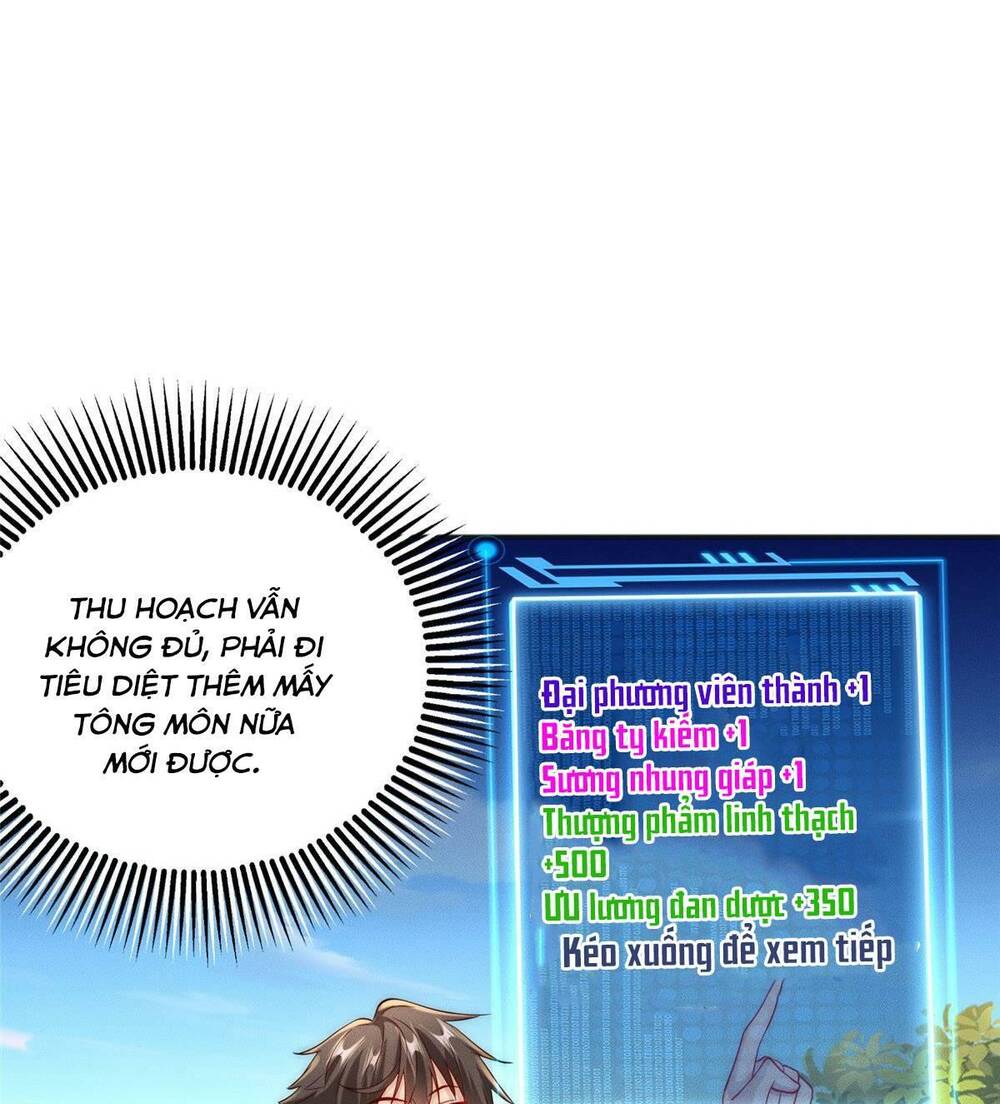 THU HOẠCH VẪN
KHÔNG ĐỦ, PHẢI ĐI
TIÊU DIỆT THÊM MẤY
TÔNG MÔN NỮA
MỚI ĐƯỢC.
Đại phương viên thành +1
Băng ty kiếm +1
Sương nhung giáp +1
Thượng phẩm linh thạch
+500
ƯU lương đan dược +350
Kéo xuống để xem tiếp